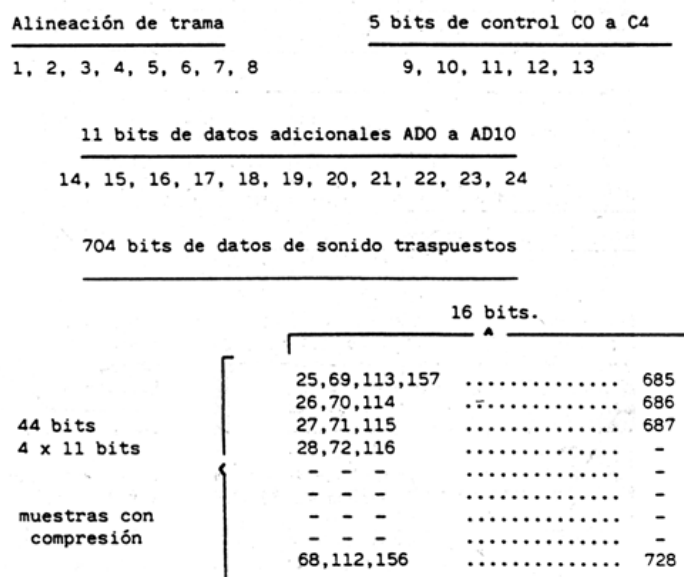 Alineación de trama 5 bits de control C0 a C4
1, 2, 3, 4, 5, 6, 7, 8 9, 10, 11, 12, 13
11 bits de datos adicionales AD0 a AD10
14, 15, 16, 17, 18, 19, 20, 21, 22, 23, 24
704 bits de datos de sonido traspuestos
16 bits.
25,69,113,157 .............. 685
26,70,114 .............. 686
44 bits 27,71,115 .............. 687
4 x 11 bits 28,72,116 .............. -
- - - .............. -
- - - .............. -
muestras con - - - .............. -
compresión - - - .............. -
68,112,156 .............. 728